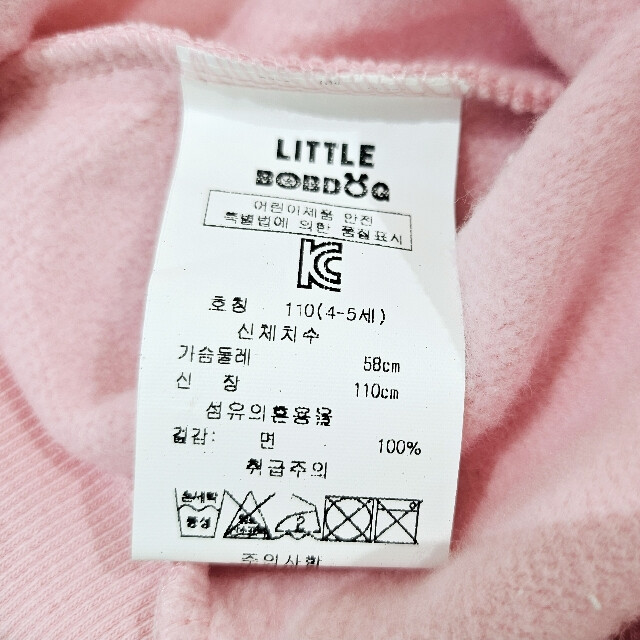 LITTLE
BOBDOG
어린이제품 안전
특별법에 의한 품질표시
KC
호칭 110(4-5세)
신체치수
가슴둘레 58cm
신 장 110cm
섬유의혼용율
겉감: 면 100%
취급주의
손세탁
중성
2
주의사항